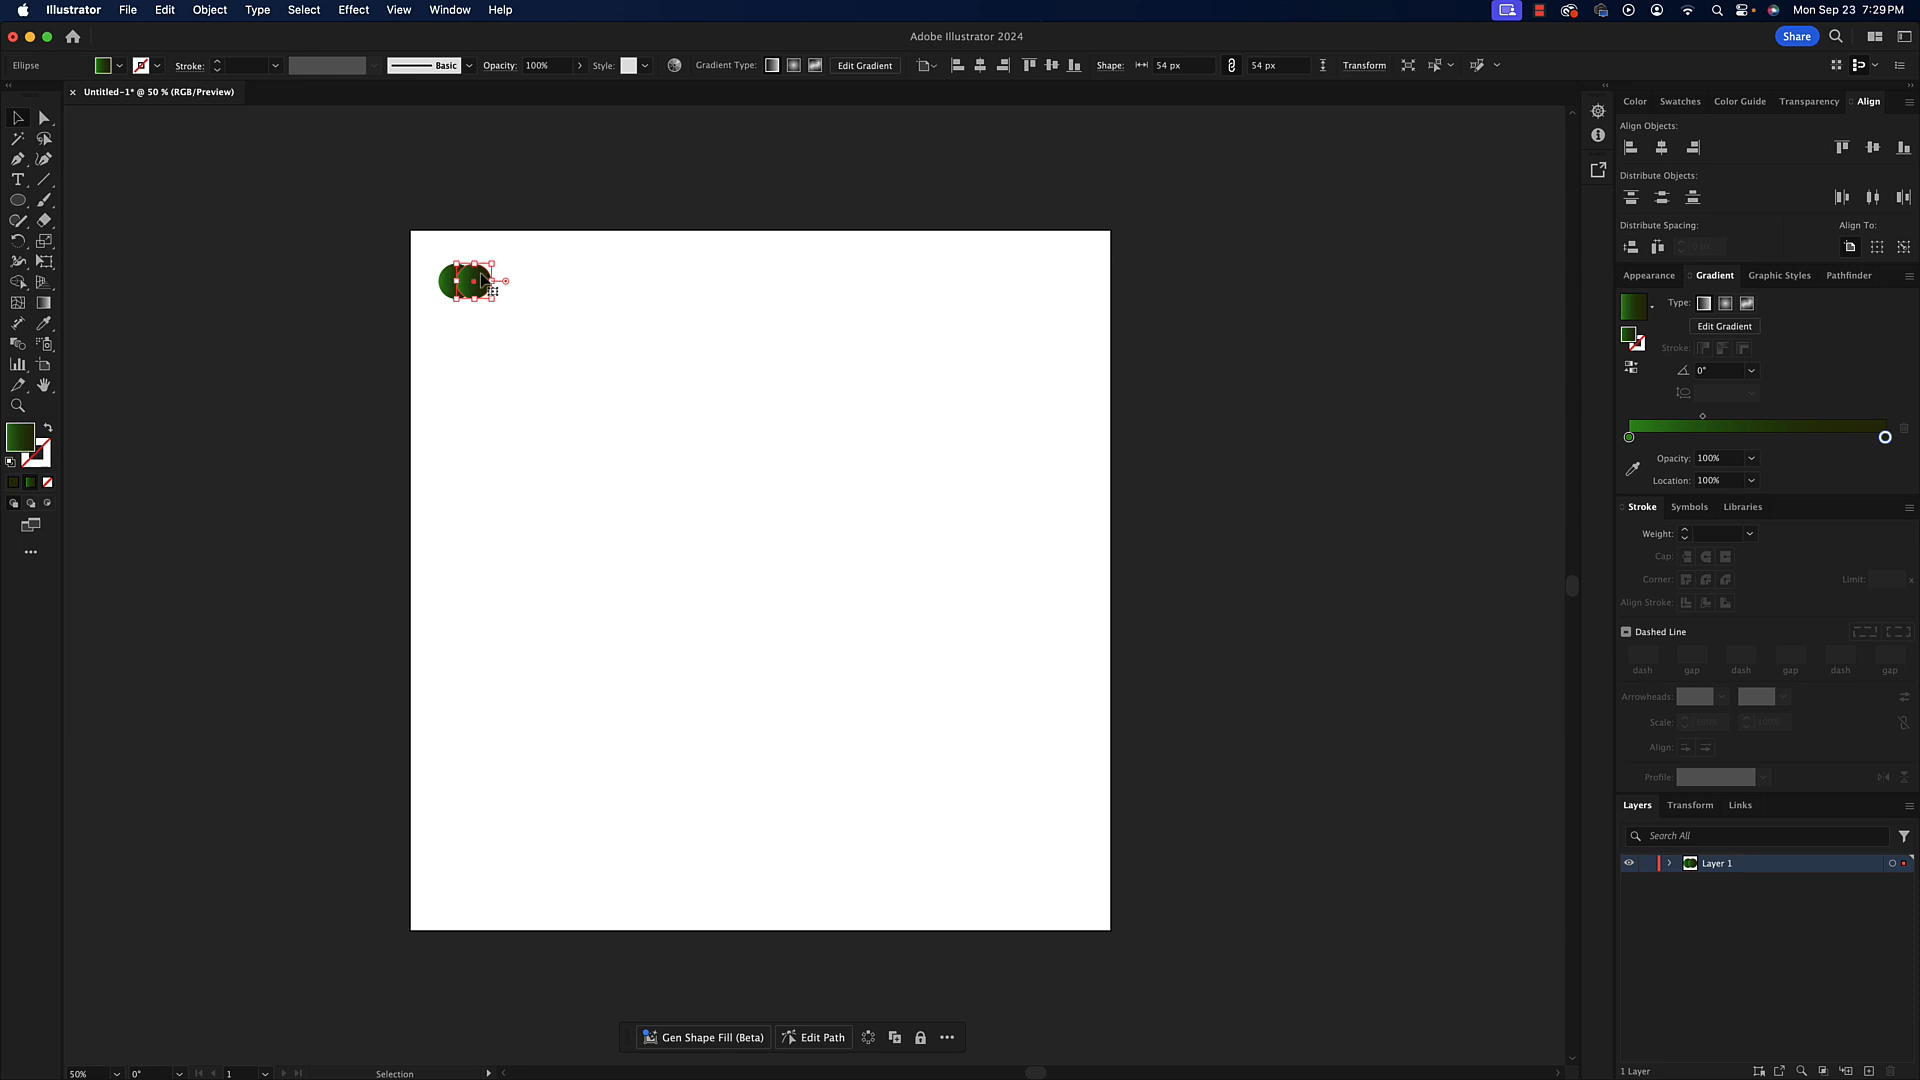 Illustrator File Edit Object Type Select Effect View Window Help Mon Sep 23 7:29 PM
Adobe Illustrator 2024 Share
Ellipse Stroke: Basic Opacity: 100% Style: Gradient Type: Edit Gradient Shape: 54 px 54 px Transform
× Untitled-1* @ 50 % (RGB/Preview)
Color Swatches Color Guide Transparency Align
Align Objects:
Distribute Objects:
Distribute Spacing: Align To:
0 px
Appearance Gradient Graphic Styles Pathfinder
Type:
Edit Gradient
Stroke:
0°
Opacity: 100%
Location: 100%
Stroke Symbols Libraries
Weight:
Cap:
Corner: Limit: x
Align Stroke:
Dashed Line
dash gap dash gap dash gap
Arrowheads:
Scale: 100% 100%
Align:
Profile:
Layers Transform Links
Search All
Layer 1
Gen Shape Fill (Beta) Edit Path
50% 0° 1 Selection
1 Layer